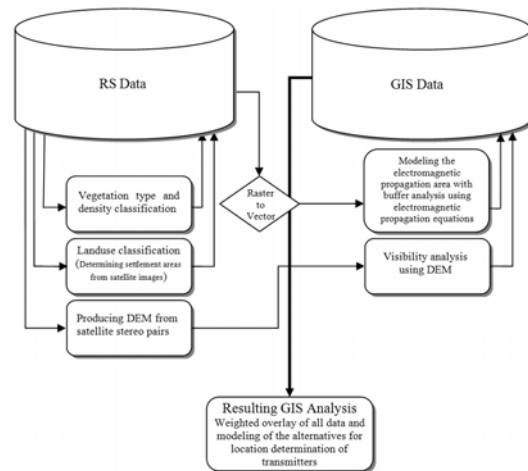 RS Data
GIS Data
Vegetation type and
density classification
Raster
to
Vector
Modeling the
electromagnetic
propagation area with
buffer analysis using
electromagnetic
propagation equations
Landuse classification
(Determining settlement areas
from satellite images)
Visibility analysis
using DEM
Producing DEM from
satellite stereo pairs
Resulting GIS Analysis
Weighted overlay of all data and
modeling of the alternatives for
location determination of
transmitters